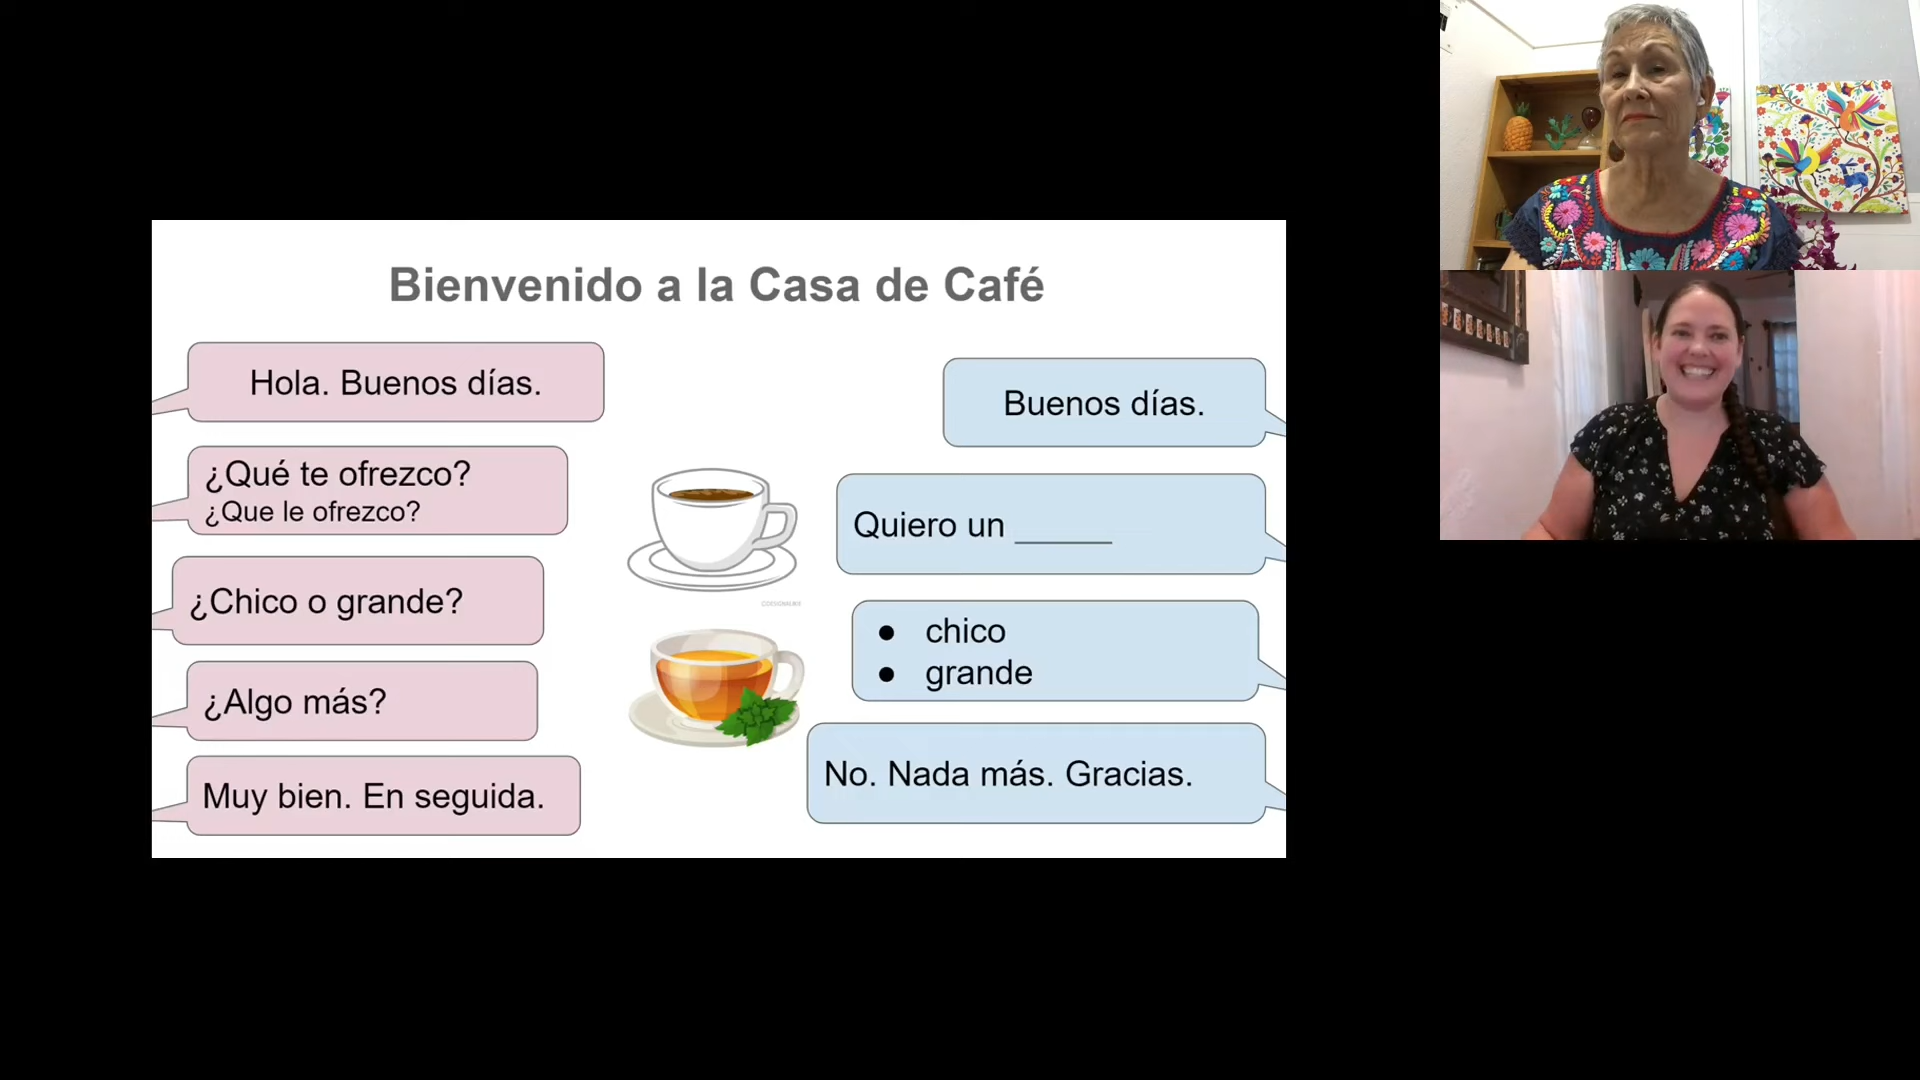 Bienvenido a la Casa de Café
Hola. Buenos días.
Buenos días.
¿Qué te ofrezco?
¿Que le ofrezco?
Quiero un ______
¿Chico o grande?
● chico
● grande
¿Algo más?
No. Nada más. Gracias.
Muy bien. En seguida.